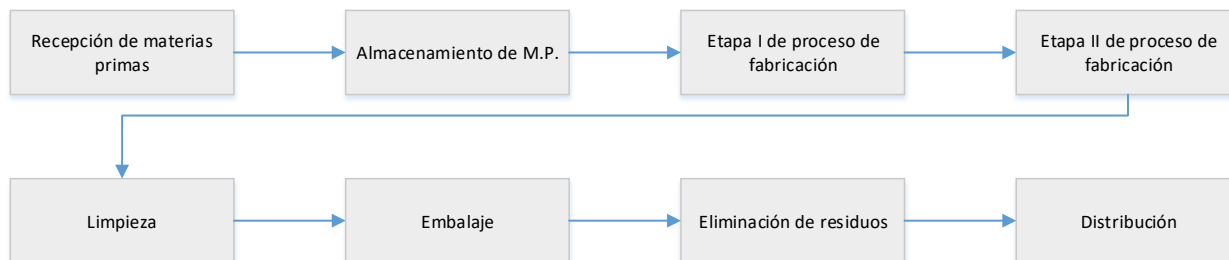 Recepción de materias
primas
Almacenamiento de M.P.
Etapa I de proceso de
fabricación
Etapa II de proceso de
fabricación
Limpieza
Embalaje
Eliminación de residuos
Distribución